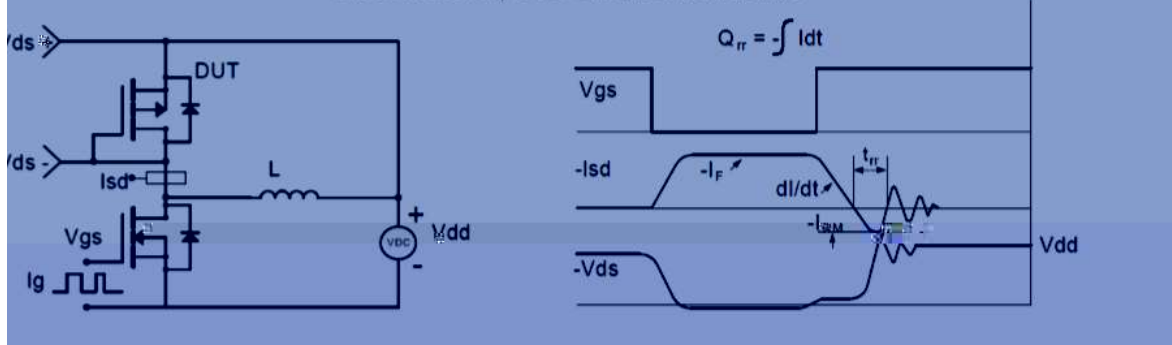 Vds +
DUT
Vds -
Isd
L
Vgs
Ig
+
VDC
Vdd
-
Qrr = -∫ Idt
Vgs
-Isd
-IF
dI/dt
trr
-IRM
Vdd
-Vds